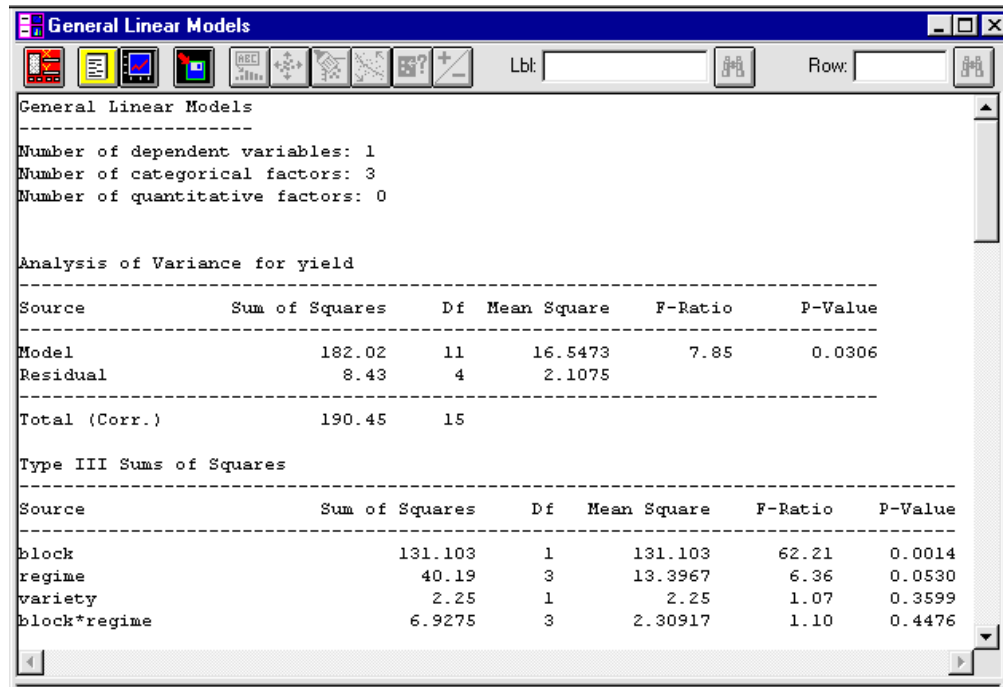 General Linear Models
Lbl: Row:
General Linear Models
---------------------
Number of dependent variables: 1
Number of categorical factors: 3
Number of quantitative factors: 0
Analysis of Variance for yield
Source Sum of Squares Df Mean Square F-Ratio P-Value
Model 182.02 11 16.5473 7.85 0.0306
Residual 8.43 4 2.1075
Total (Corr.) 190.45 15
Type III Sums of Squares
Source Sum of Squares Df Mean Square F-Ratio P-Value
block 131.103 1 131.103 62.21 0.0014
regime 40.19 3 13.3967 6.36 0.0530
variety 2.25 1 2.25 1.07 0.3599
block*regime 6.9275 3 2.30917 1.10 0.4476